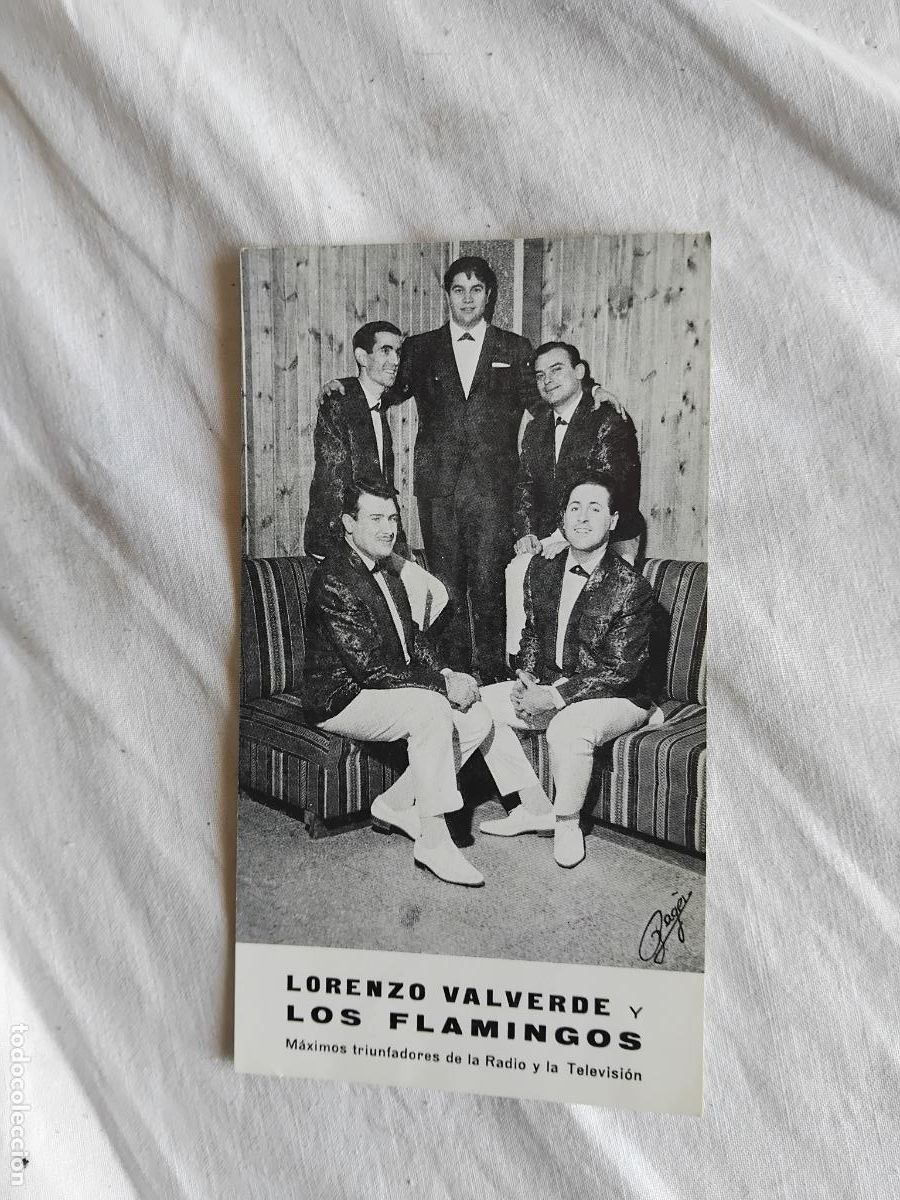 LORENZO VALVERDE Y
LOS FLAMINGOS
Máximos triunfadores de la Radio y la Televisión
todocoleccion